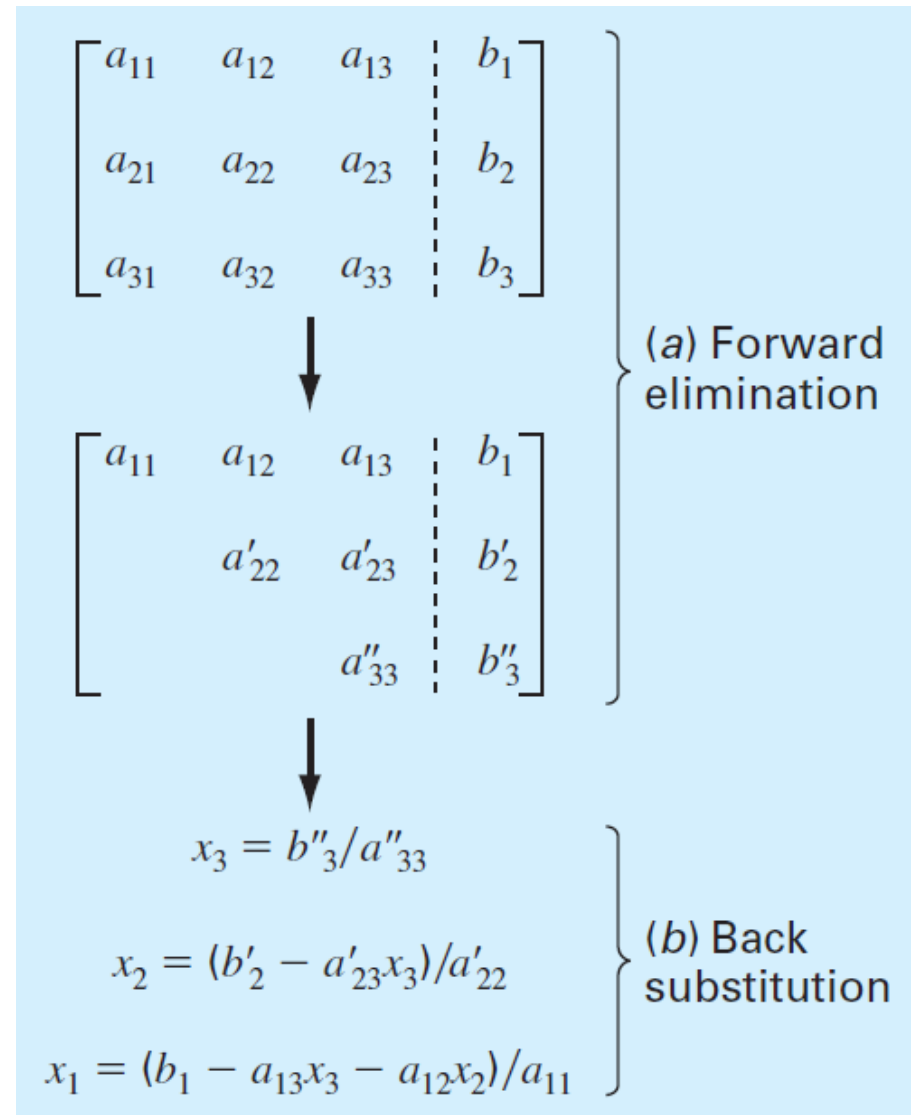 a₁₁ a₁₂ a₁₃ b₁
a₂₁ a₂₂ a₂₃ b₂
a₃₁ a₃₂ a₃₃ b₃
(a) Forward
elimination
a₁₁ a₁₂ a₁₃ b₁
a′₂₂ a′₂₃ b′₂
a″₃₃ b″₃
x₃ = b″₃/a″₃₃
x₂ = (b′₂ − a′₂₃x₃)/a′₂₂
x₁ = (b₁ − a₁₃x₃ − a₁₂x₂)/a₁₁
(b) Back
substitution